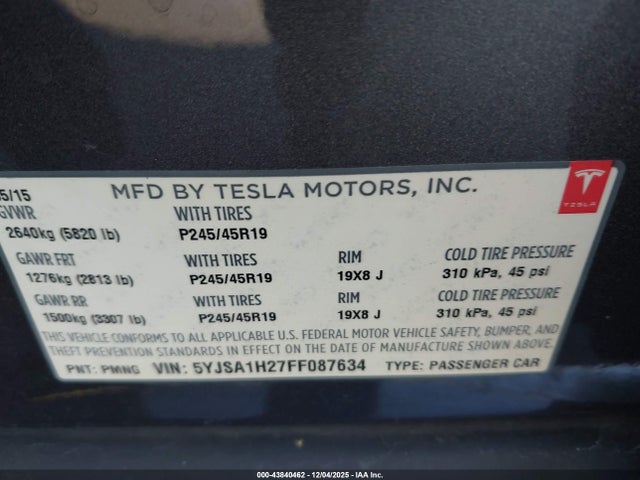 5/15 MFD BY TESLA MOTORS, INC.
GVWR WITH TIRES
2640kg (5820 lb) P245/45R19
GAWR FRT WITH TIRES RIM COLD TIRE PRESSURE
1276kg (2813 lb) P245/45R19 19X8 J 310 kPa, 45 psi
GAWR RR WITH TIRES RIM COLD TIRE PRESSURE
1500kg (3307 lb) P245/45R19 19X8 J 310 kPa, 45 psi
THIS VEHICLE CONFORMS TO ALL APPLICABLE U.S. FEDERAL MOTOR VEHICLE SAFETY, BUMPER, AND
THEFT PREVENTION STANDARDS IN EFFECT ON THE DATE OF MANUFACTURE SHOWN ABOVE.
PNT: PMNG VIN: 5YJSA1H27FF087634 TYPE: PASSENGER CAR
TESLA
000-43840462 - 12/04/2025 - IAA Inc.